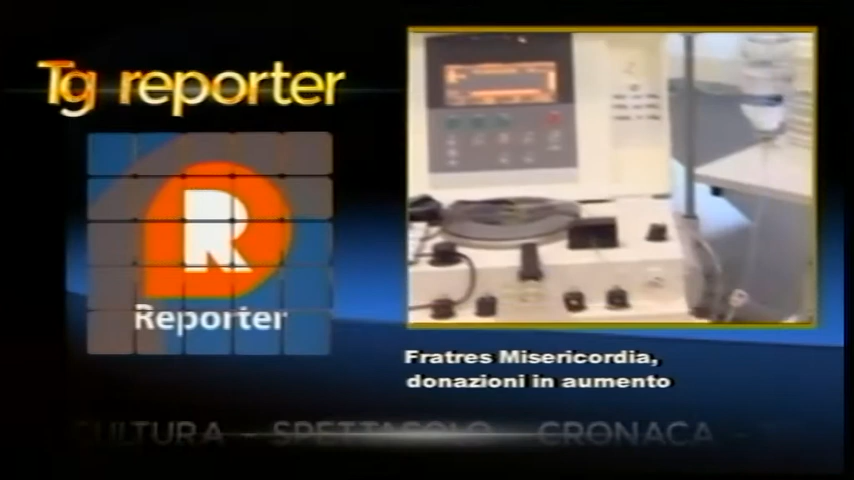 Tg reporter
R
Reporter
Fratres Misericordia,
donazioni in aumento
CULTURA - SPETTACOLO - CRONACA -